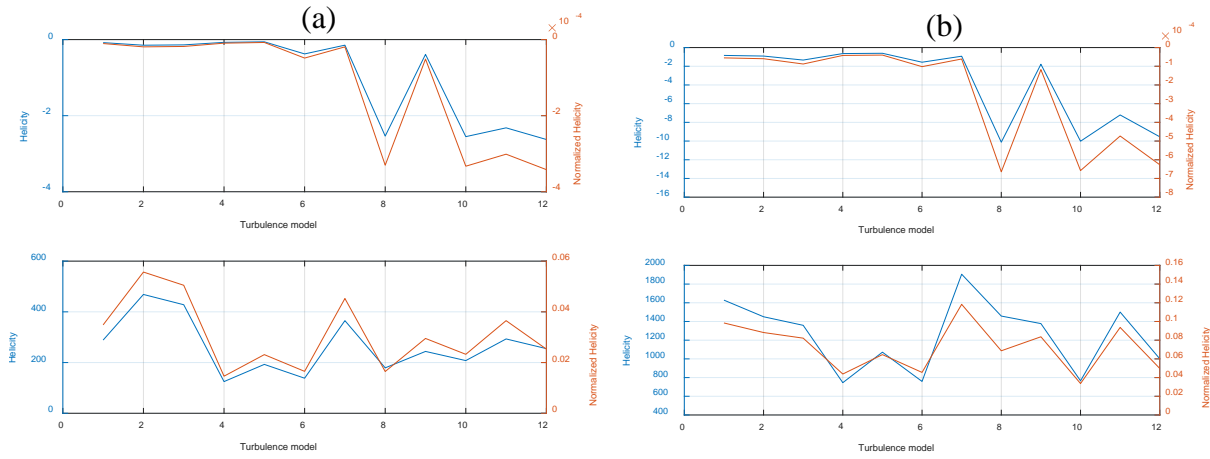 (a)
× 10 -4
0
-2
-4
Helicity
0
-2
-4
Normalized Helicity
0 2 4 6 8 10 12
Turbulence model
600
400
200
0
Helicity
0.06
0.04
0.02
0
Normalized Helicity
0 2 4 6 8 10 12
Turbulence model
(b)
× 10 -4
0
-2
-4
-6
-8
-10
-12
-14
-16
Helicity
0
-1
-2
-3
-4
-5
-6
-7
-8
Normalized Helicity
0 2 4 6 8 10 12
Turbulence model
2000
1800
1600
1400
1200
1000
800
600
400
Helicity
0.16
0.14
0.12
0.1
0.08
0.06
0.04
0.02
0
Normalized Helicity
0 2 4 6 8 10 12
Turbulence model